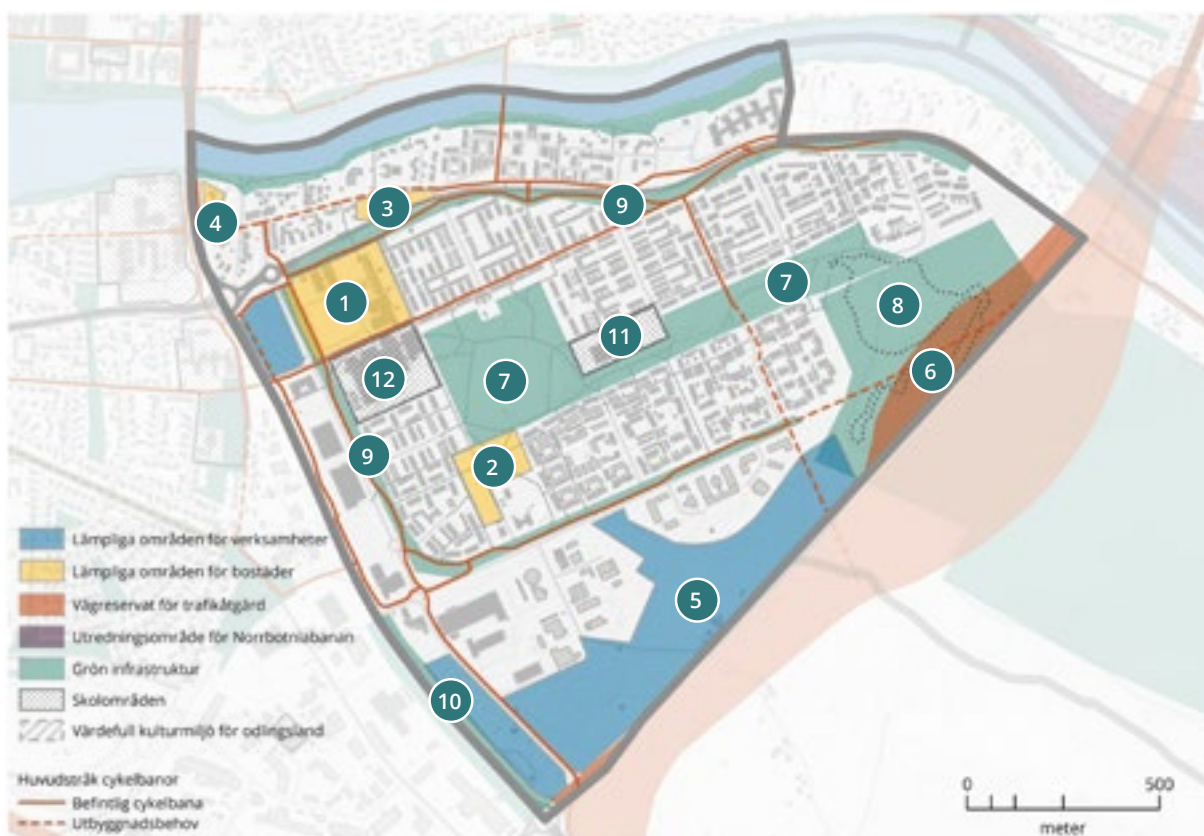 9
4
3
7
1
8
11
12
7
6
9
2
5
10
Lämpliga områden för verksamheter
Lämpliga områden för bostäder
Vägreservat för trafikåtgärd
Utredningsområde för Norrbotniabanan
Grön infrastruktur
Skolområden
Värdefull kulturmiljö för odlingsland
Huvudstråk cykelbanor
Befintlig cykelbana
Utbyggnadsbehov
0 500
meter